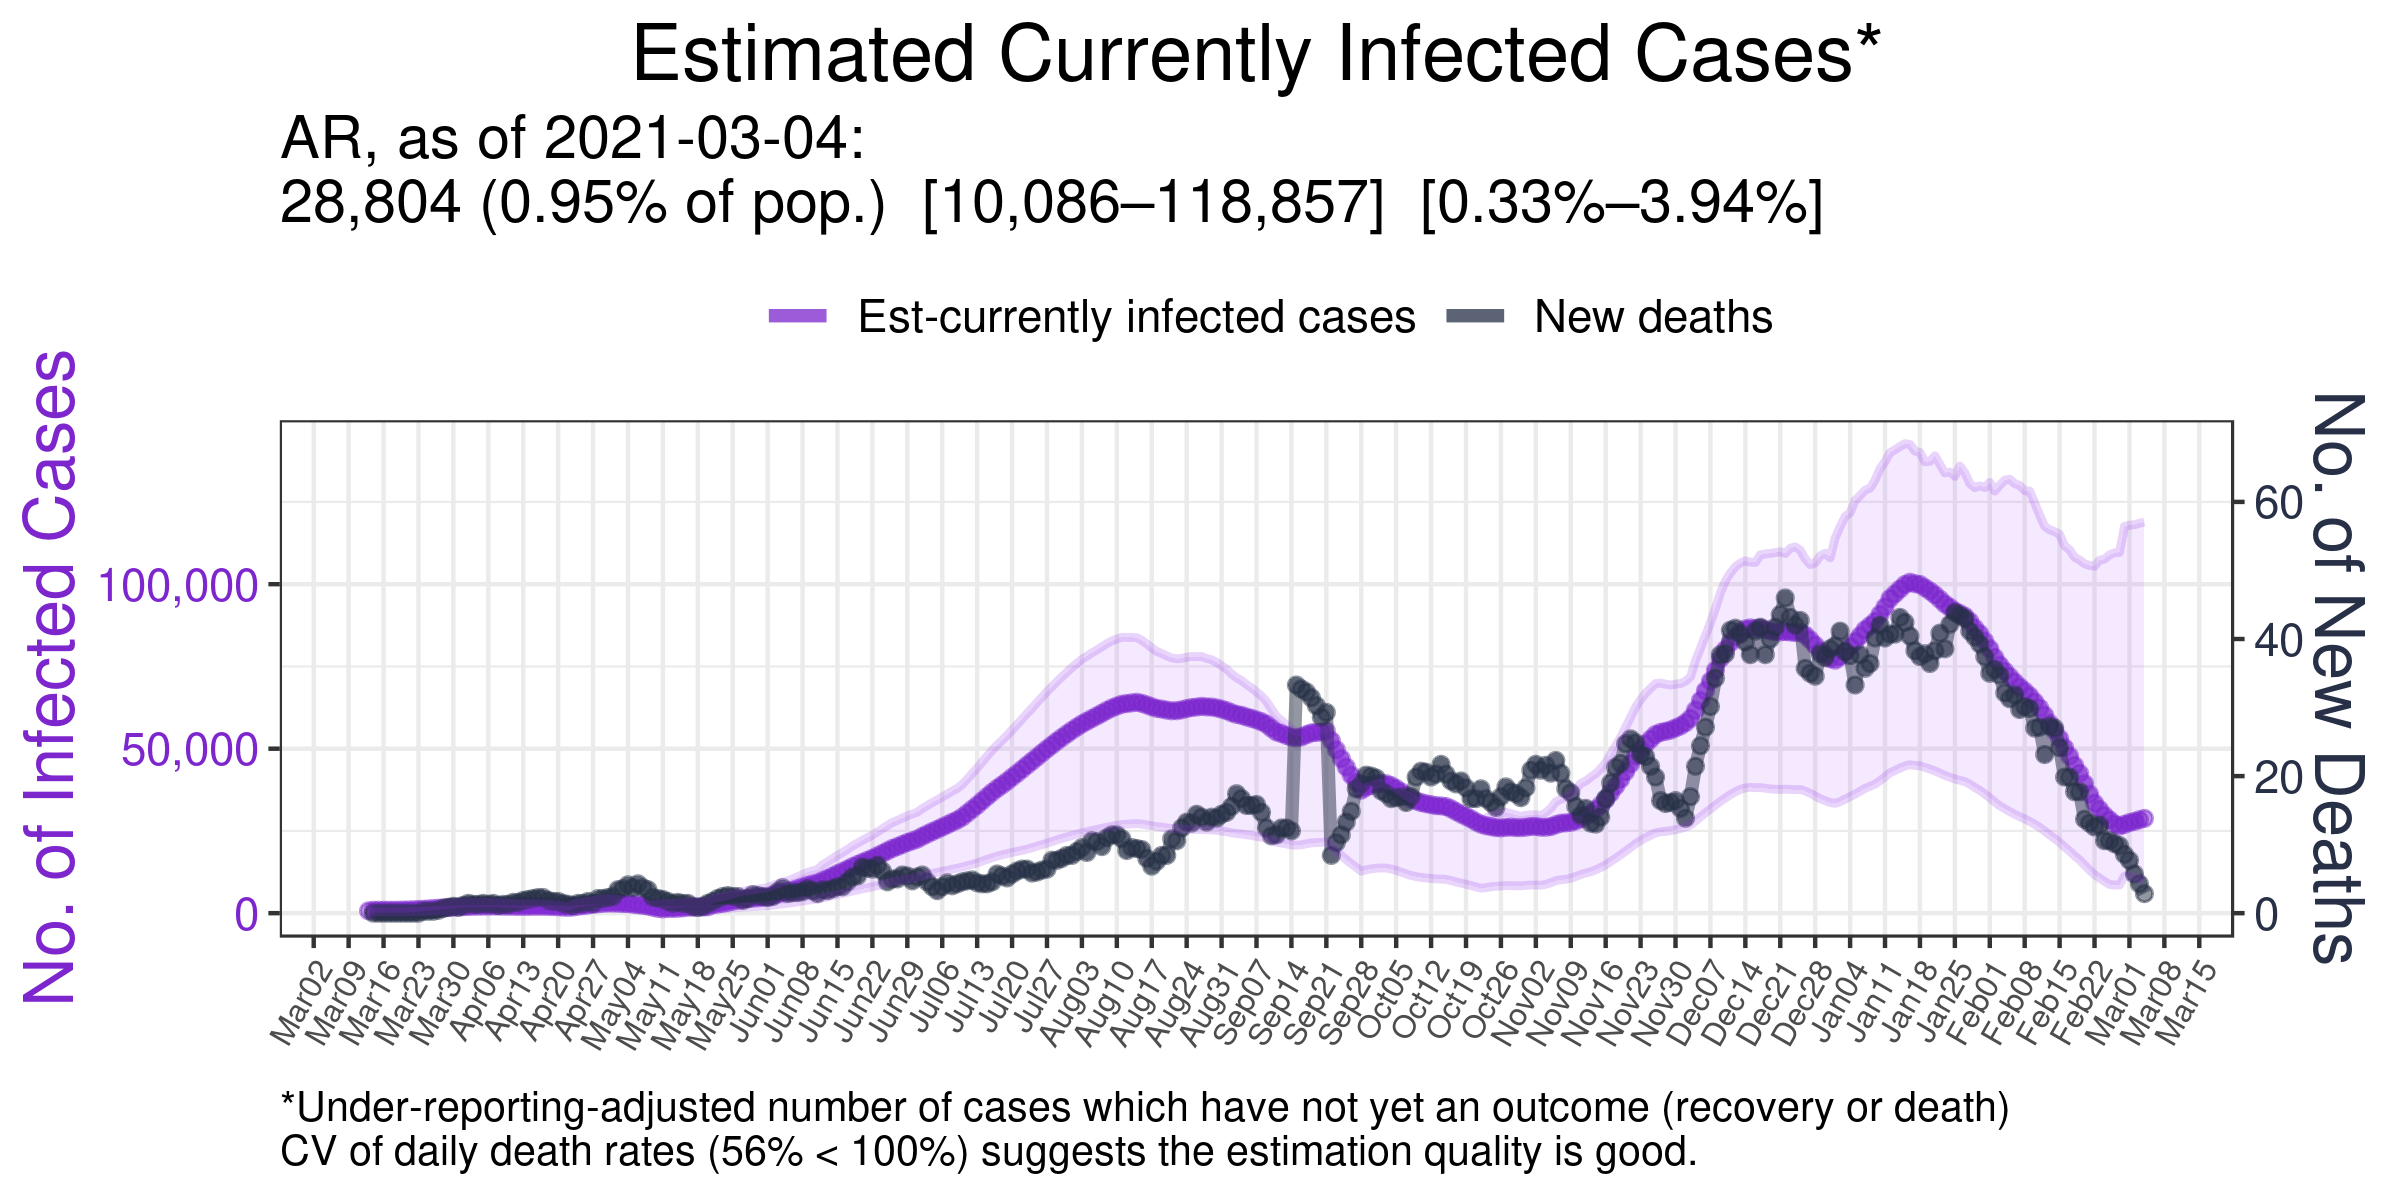 Estimated Currently Infected Cases*
AR, as of 2021-03-04:
28,804 (0.95% of pop.) [10,086–118,857] [0.33%–3.94%]
Est-currently infected cases
New deaths
No. of Infected Cases
100,000
50,000
0
60
40
20
0
No. of New Deaths
Mar02
Mar09
Mar16
Mar23
Mar30
Apr06
Apr13
Apr20
Apr27
May04
May11
May18
May25
Jun01
Jun08
Jun15
Jun22
Jun29
Jul06
Jul13
Jul20
Jul27
Aug03
Aug10
Aug17
Aug24
Aug31
Sep07
Sep14
Sep21
Sep28
Oct05
Oct12
Oct19
Oct26
Nov02
Nov09
Nov16
Nov23
Nov30
Dec07
Dec14
Dec21
Dec28
Jan04
Jan11
Jan18
Jan25
Feb01
Feb08
Feb15
Feb22
Mar01
Mar08
Mar15
*Under-reporting-adjusted number of cases which have not yet an outcome (recovery or death)
CV of daily death rates (56% < 100%) suggests the estimation quality is good.